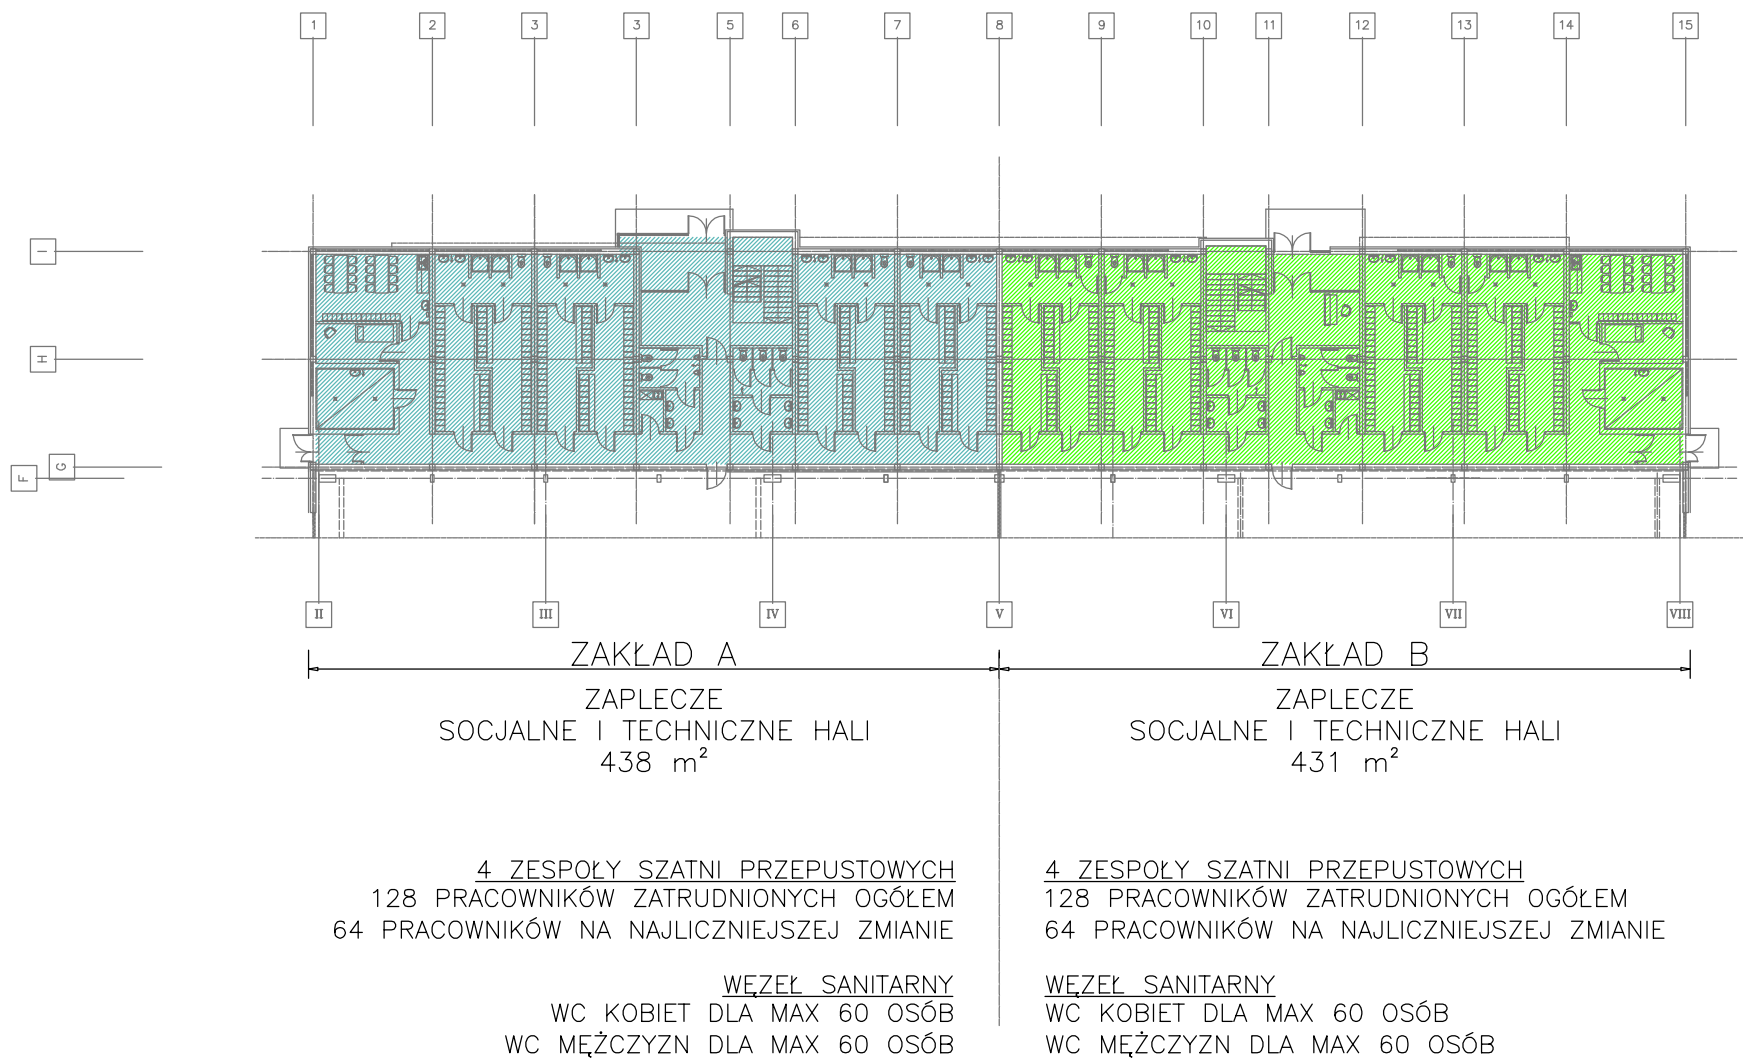 1 2 3 3 5 6 7 8 9 10 11 12 13 14 15
I
H
G
F
II III IV V VI VII VIII
ZAKŁAD A
ZAPLECZE
SOCJALNE I TECHNICZNE HALI
438 m²
ZAKŁAD B
ZAPLECZE
SOCJALNE I TECHNICZNE HALI
431 m²
4 ZESPOŁY SZATNI PRZEPUSTOWYCH
128 PRACOWNIKÓW ZATRUDNIONYCH OGÓŁEM
64 PRACOWNIKÓW NA NAJLICZNIEJSZEJ ZMIANIE
WĘZEŁ SANITARNY
WC KOBIET DLA MAX 60 OSÓB
WC MĘŻCZYZN DLA MAX 60 OSÓB
4 ZESPOŁY SZATNI PRZEPUSTOWYCH
128 PRACOWNIKÓW ZATRUDNIONYCH OGÓŁEM
64 PRACOWNIKÓW NA NAJLICZNIEJSZEJ ZMIANIE
WĘZEŁ SANITARNY
WC KOBIET DLA MAX 60 OSÓB
WC MĘŻCZYZN DLA MAX 60 OSÓB